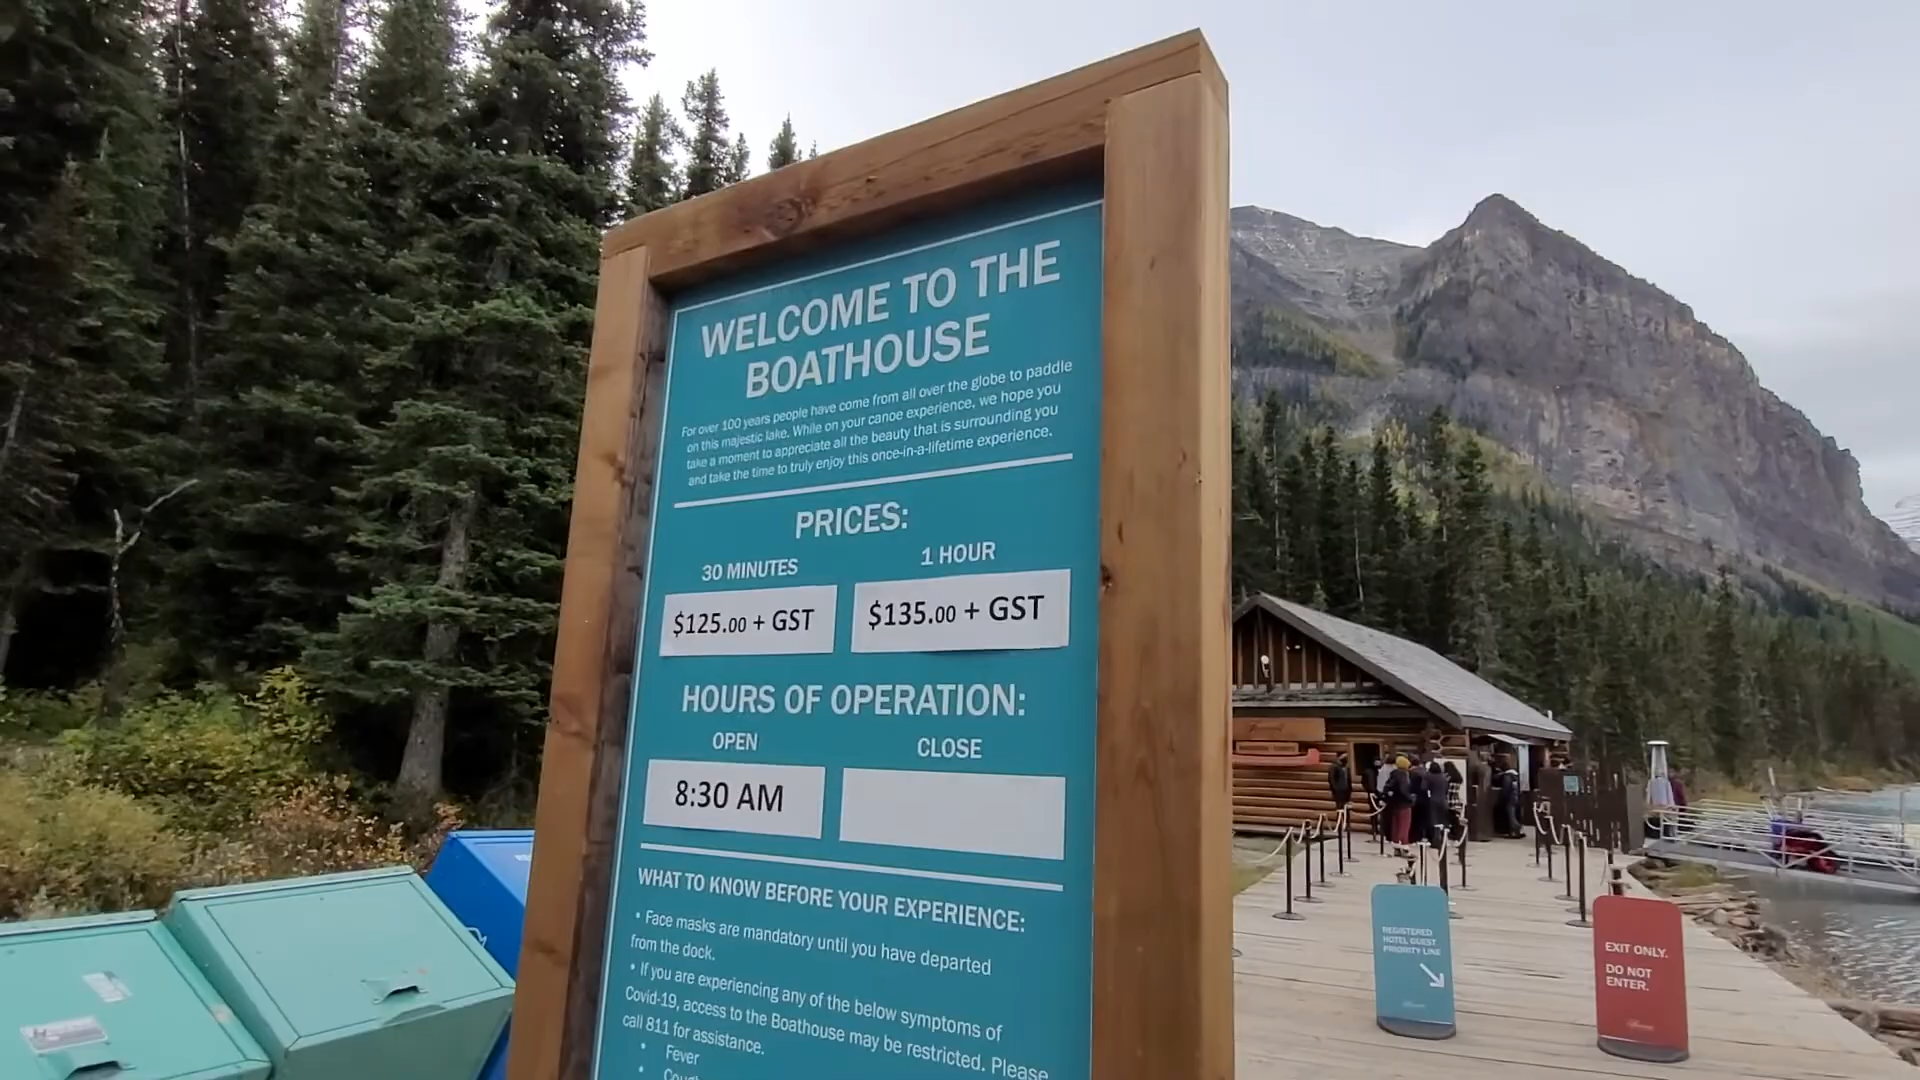 WELCOME TO THE
BOATHOUSE
For over 100 years people have come from all over the globe to paddle
on this majestic lake. While on your canoe experience, we hope you
take a moment to appreciate all the beauty that is surrounding you
and take the time to truly enjoy this once-in-a-lifetime experience.
PRICES:
30 MINUTES
1 HOUR
$125.00 + GST
$135.00 + GST
HOURS OF OPERATION:
OPEN
CLOSE
8:30 AM
WHAT TO KNOW BEFORE YOUR EXPERIENCE:
• Face masks are mandatory until you have departed
from the dock.
• If you are experiencing any of the below symptoms of
Covid-19, access to the Boathouse may be restricted. Please
call 811 for assistance.
• Fever
•
REGISTERED
HOTEL GUEST
PRIORITY LINE
EXIT ONLY.
DO NOT
ENTER.